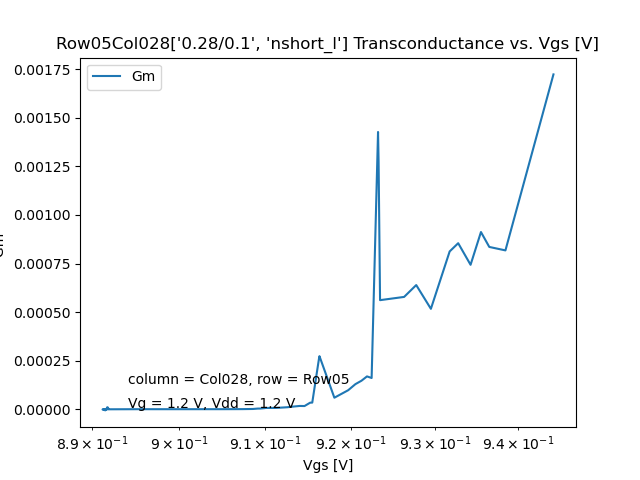 Row05Col028['0.28/0.1', 'nshort_l'] Transconductance vs. Vgs [V]
Gm
0.00175
0.00150
0.00125
0.00100
0.00075
0.00050
0.00025
0.00000
Gm
column = Col028, row = Row05
Vg = 1.2 V, Vdd = 1.2 V
8.9 × 10⁻¹ 9 × 10⁻¹ 9.1 × 10⁻¹ 9.2 × 10⁻¹ 9.3 × 10⁻¹ 9.4 × 10⁻¹
Vgs [V]